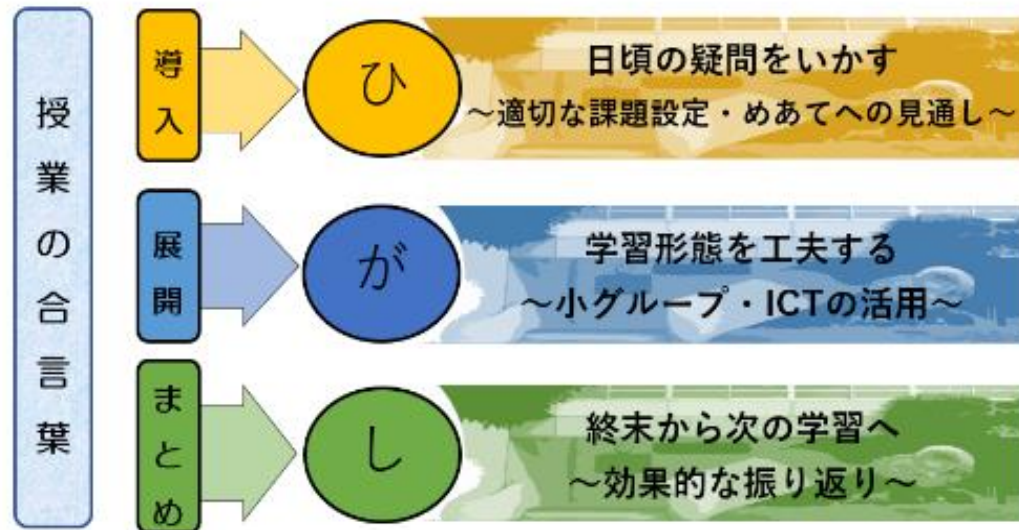 授業の合言葉
導入
ひ
日頃の疑問をいかす
～適切な課題設定・めあてへの見通し～
展開
が
学習形態を工夫する
～小グループ・ICTの活用～
まとめ
し
終末から次の学習へ
～効果的な振り返り～